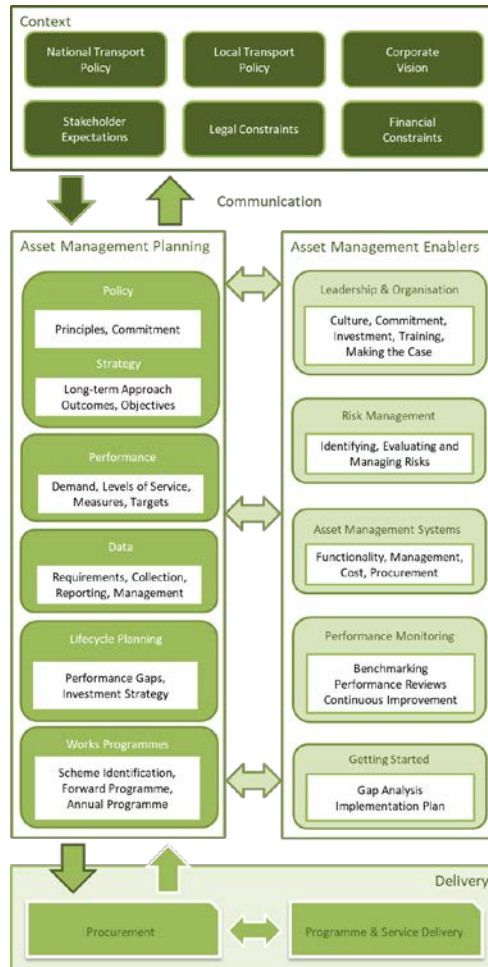 Context
National Transport
Policy
Local Transport
Policy
Corporate
Vision
Stakeholder
Expectations
Legal Constraints
Financial
Constraints
Communication
Asset Management Planning
Policy
Principles, Commitment
Strategy
Long-term Approach
Outcomes, Objectives
Performance
Demand, Levels of Service,
Measures, Targets
Data
Requirements, Collection,
Reporting, Management
Lifecycle Planning
Performance Gaps,
Investment Strategy
Works Programmes
Scheme Identification,
Forward Programme,
Annual Programme
Asset Management Enablers
Leadership & Organisation
Culture, Commitment,
Investment, Training,
Making the Case
Risk Management
Identifying, Evaluating and
Managing Risks
Asset Management Systems
Functionality, Management,
Cost, Procurement
Performance Monitoring
Benchmarking
Performance Reviews
Continuous Improvement
Getting Started
Gap Analysis
Implementation Plan
Delivery
Procurement
Programme & Service Delivery